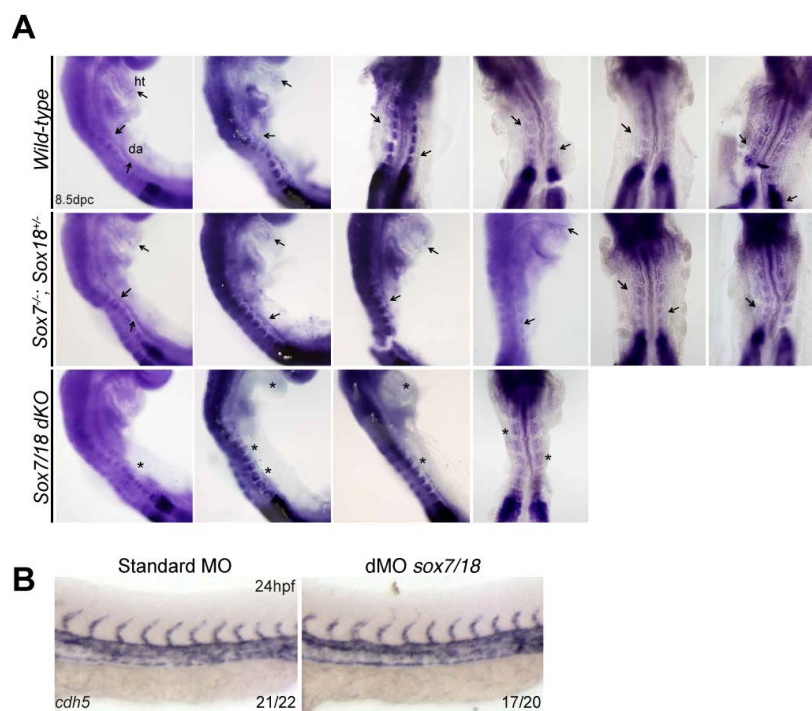 A
Wild-type
ht
da
8.5dpc
Sox7-/-; Sox18+/-
*
Sox7/18 dKO
* * *
* *
* *
B
Standard MO
dMO sox7/18
24hpf
cdh5
21/22
17/20